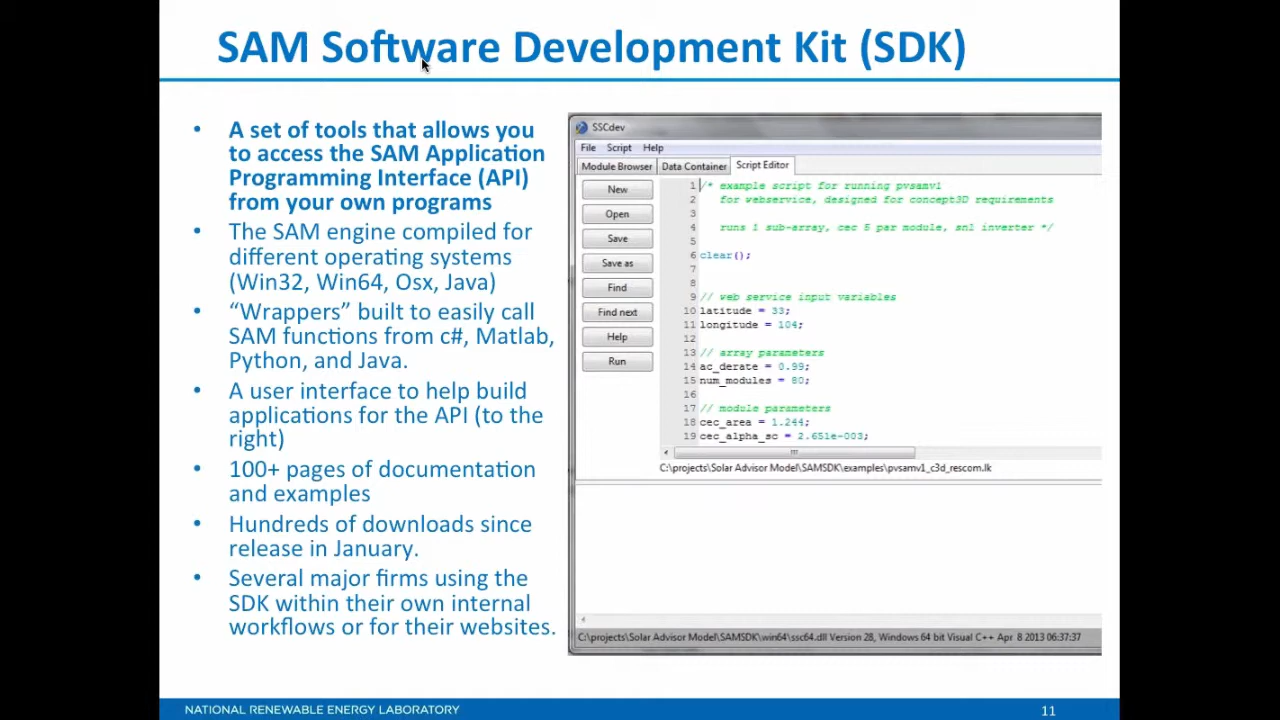 SAM Software Development Kit (SDK)
• A set of tools that allows you
to access the SAM Application
Programming Interface (API)
from your own programs
• The SAM engine compiled for
different operating systems
(Win32, Win64, Osx, Java)
• “Wrappers” built to easily call
SAM functions from c#, Matlab,
Python, and Java.
• A user interface to help build
applications for the API (to the
right)
• 100+ pages of documentation
and examples
• Hundreds of downloads since
release in January.
• Several major firms using the
SDK within their own internal
workflows or for their websites.
SSCdev
File Script Help
Module Browser Data Container Script Editor
New
Open
Save
Save as
Find
Find next
Help
Run
1 /* example script for running pvsamv1
2 for webservice, designed for concept3D requirements
3
4 runs 1 sub-array, cec 5 par module, snl inverter */
5
6 clear();
7
8
9 // web service input variables
10 latitude = 33;
11 longitude = 104;
12
13 // array parameters
14 ac_derate = 0.99;
15 num_modules = 80;
16
17 // module parameters
18 cec_area = 1.244;
19 cec_alpha_sc = 2.651e-003;
C:\projects\Solar Advisor Model\SAMSDK\examples\pvsamv1_c3d_rescom.lk
C:\projects\Solar Advisor Model\SAMSDK\win64\ssc64.dll Version 28, Windows 64 bit Visual C++ Apr 8 2013 06:37:37
NATIONAL RENEWABLE ENERGY LABORATORY
11